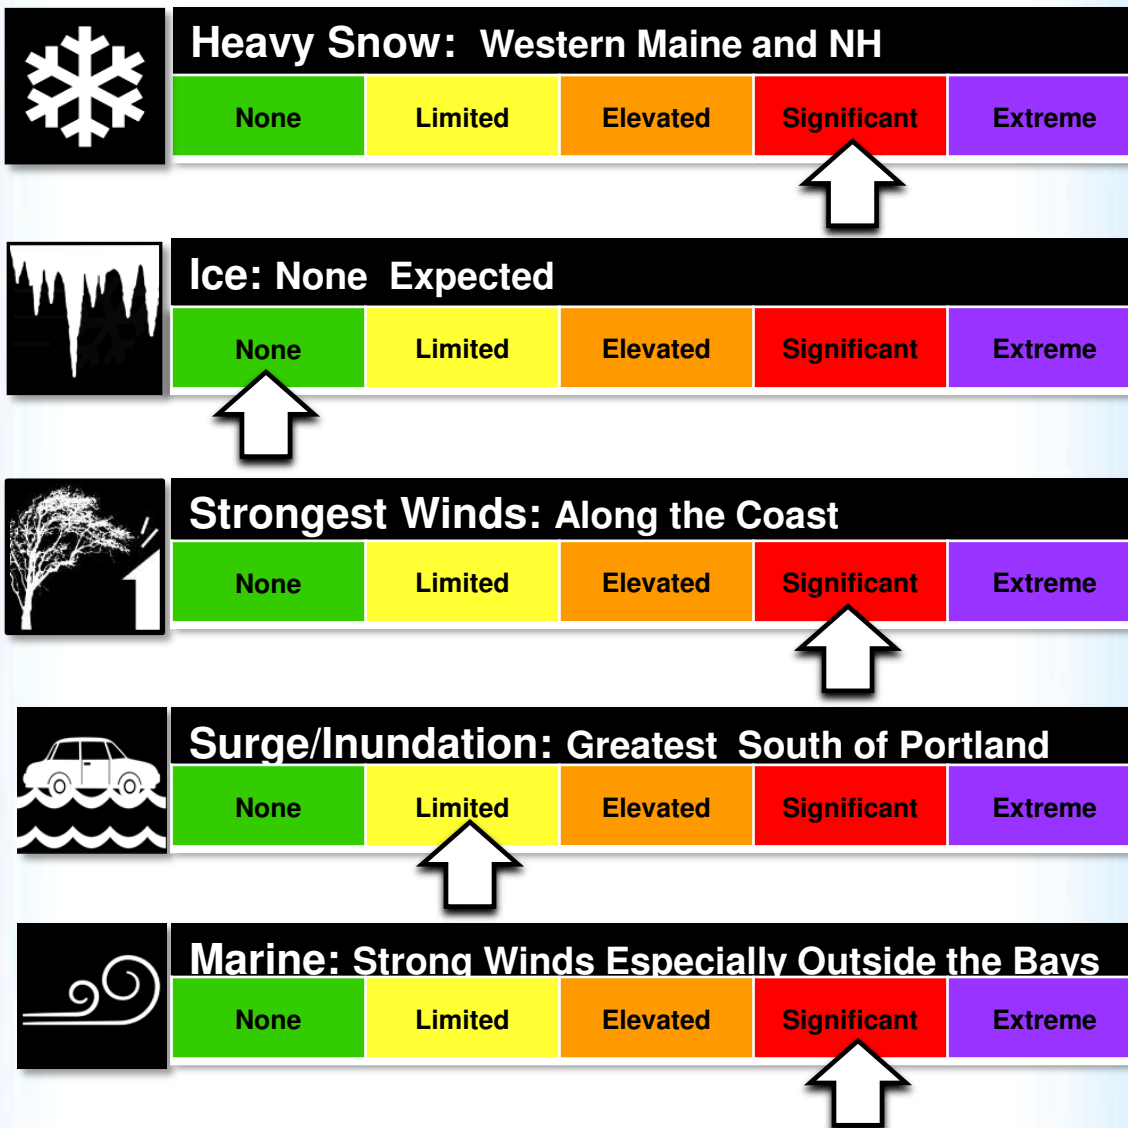 Heavy Snow: Western Maine and NH
None Limited Elevated Significant Extreme
Ice: None Expected
None Limited Elevated Significant Extreme
Strongest Winds: Along the Coast
None Limited Elevated Significant Extreme
Surge/Inundation: Greatest South of Portland
None Limited Elevated Significant Extreme
Marine: Strong Winds Especially Outside the Bays
None Limited Elevated Significant Extreme